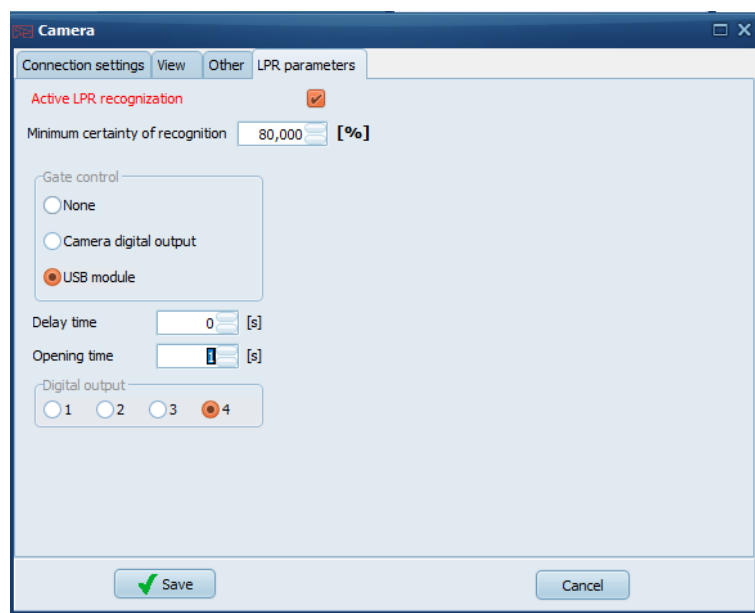 Camera
Connection settings View Other LPR parameters
Active LPR recognization
Minimum certainty of recognition 80,000 [%]
Gate control
None
Camera digital output
USB module
Delay time 0 [s]
Opening time 1 [s]
Digital output
1 2 3 4
Save Cancel